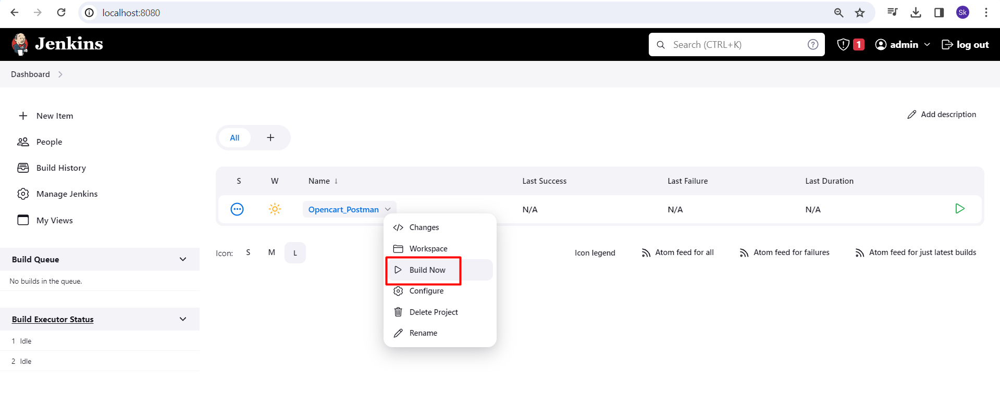 localhost:8080
Sk
Jenkins
Search (CTRL+K)
?
1
admin
log out
Dashboard
New Item
People
Build History
Manage Jenkins
My Views
Add description
All
+
S W Name ↓ Last Success Last Failure Last Duration
Opencart_Postman N/A N/A N/A
Changes
Workspace
Build Now
Configure
Delete Project
Rename
Icon: S M L
Icon legend
Atom feed for all
Atom feed for failures
Atom feed for just latest builds
Build Queue
No builds in the queue.
Build Executor Status
1 Idle
2 Idle